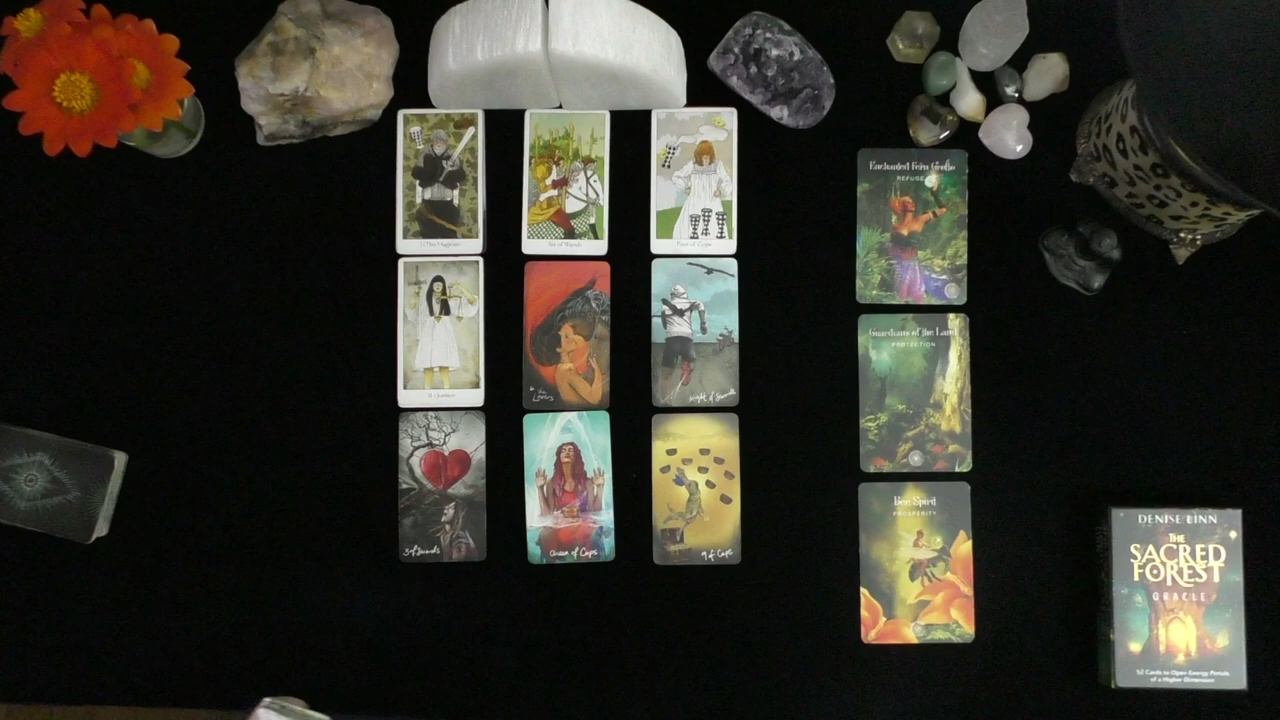 I The Magician
Six of Wands
Four of Cups
II Justice
the
Lovers
Knight of Swords
3 of Swords
Queen of Cups
9 of Cups
Enchanted Fern Grotto
REFUGE
Guardians of the Land
PROTECTION
Bee Spirit
PROSPERITY
DENISE LINN
THE
SACRED
FOREST
ORACLE
52 Cards to Open Energy Portals
of a Higher Dimension